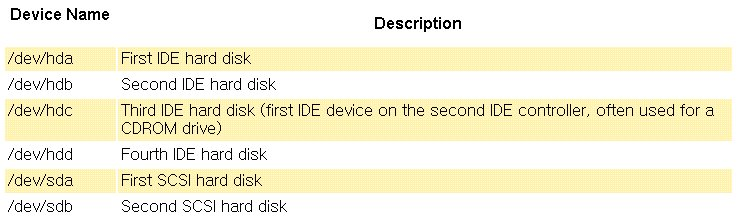 Device Name
Description
/dev/hda First IDE hard disk
/dev/hdb Second IDE hard disk
/dev/hdc Third IDE hard disk (first IDE device on the second IDE controller, often used for a
CDROM drive)
/dev/hdd Fourth IDE hard disk
/dev/sda First SCSI hard disk
/dev/sdb Second SCSI hard disk